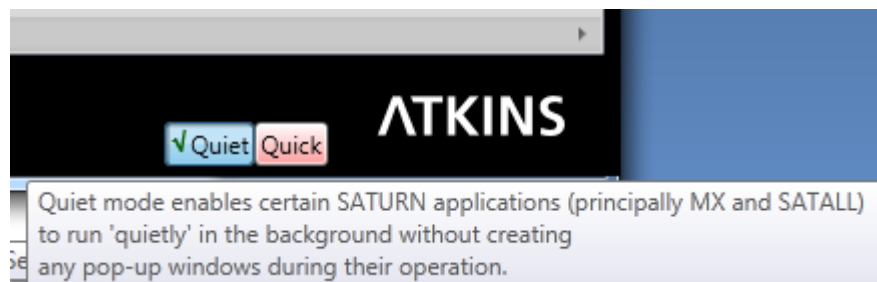 ATKINS
√Quiet Quick
Quiet mode enables certain SATURN applications (principally MX and SATALL)
to run 'quietly' in the background without creating
any pop-up windows during their operation.